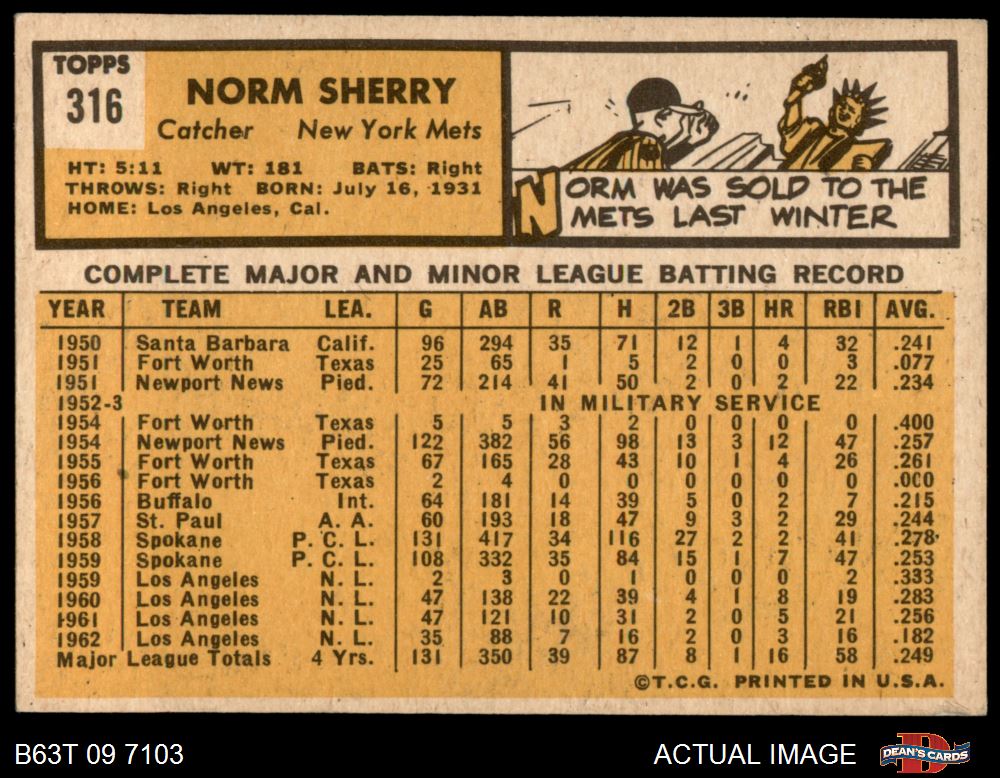 TOPPS
316
NORM SHERRY
Catcher New York Mets
HT: 5:11 WT: 181 BATS: Right
THROWS: Right BORN: July 16, 1931
HOME: Los Angeles, Cal.
NORM WAS SOLD TO THE
METS LAST WINTER
COMPLETE MAJOR AND MINOR LEAGUE BATTING RECORD
YEAR TEAM LEA. G AB R H 2B 3B HR RBI AVG.
1950 Santa Barbara Calif. 96 294 35 71 12 1 4 32 .241
1951 Fort Worth Texas 25 65 1 5 2 0 0 3 .077
1951 Newport News Pied. 72 214 41 50 2 0 2 22 .234
1952-3 IN MILITARY SERVICE
1954 Fort Worth Texas 5 5 3 2 0 0 0 0 .400
1954 Newport News Pied. 122 382 56 98 13 3 12 47 .257
1955 Fort Worth Texas 67 165 28 43 10 1 4 26 .261
1956 Fort Worth Texas 2 4 0 0 0 0 0 0 .000
1956 Buffalo Int. 64 181 14 39 5 0 2 7 .215
1957 St. Paul A. A. 60 193 18 47 9 3 2 29 .244
1958 Spokane P. C. L. 131 417 34 116 27 2 2 41 .278
1959 Spokane P. C. L. 108 332 35 84 15 1 7 47 .253
1959 Los Angeles N. L. 2 3 0 1 0 0 0 2 .333
1960 Los Angeles N. L. 47 138 22 39 4 1 8 19 .283
1961 Los Angeles N. L. 47 121 10 31 2 0 5 21 .256
1962 Los Angeles N. L. 35 88 7 16 2 0 3 16 .182
Major League Totals 4 Yrs. 131 350 39 87 8 1 16 58 .249
©T.C.G. PRINTED IN U.S.A.
B63T 09 7103 ACTUAL IMAGE DEAN'S CARDS